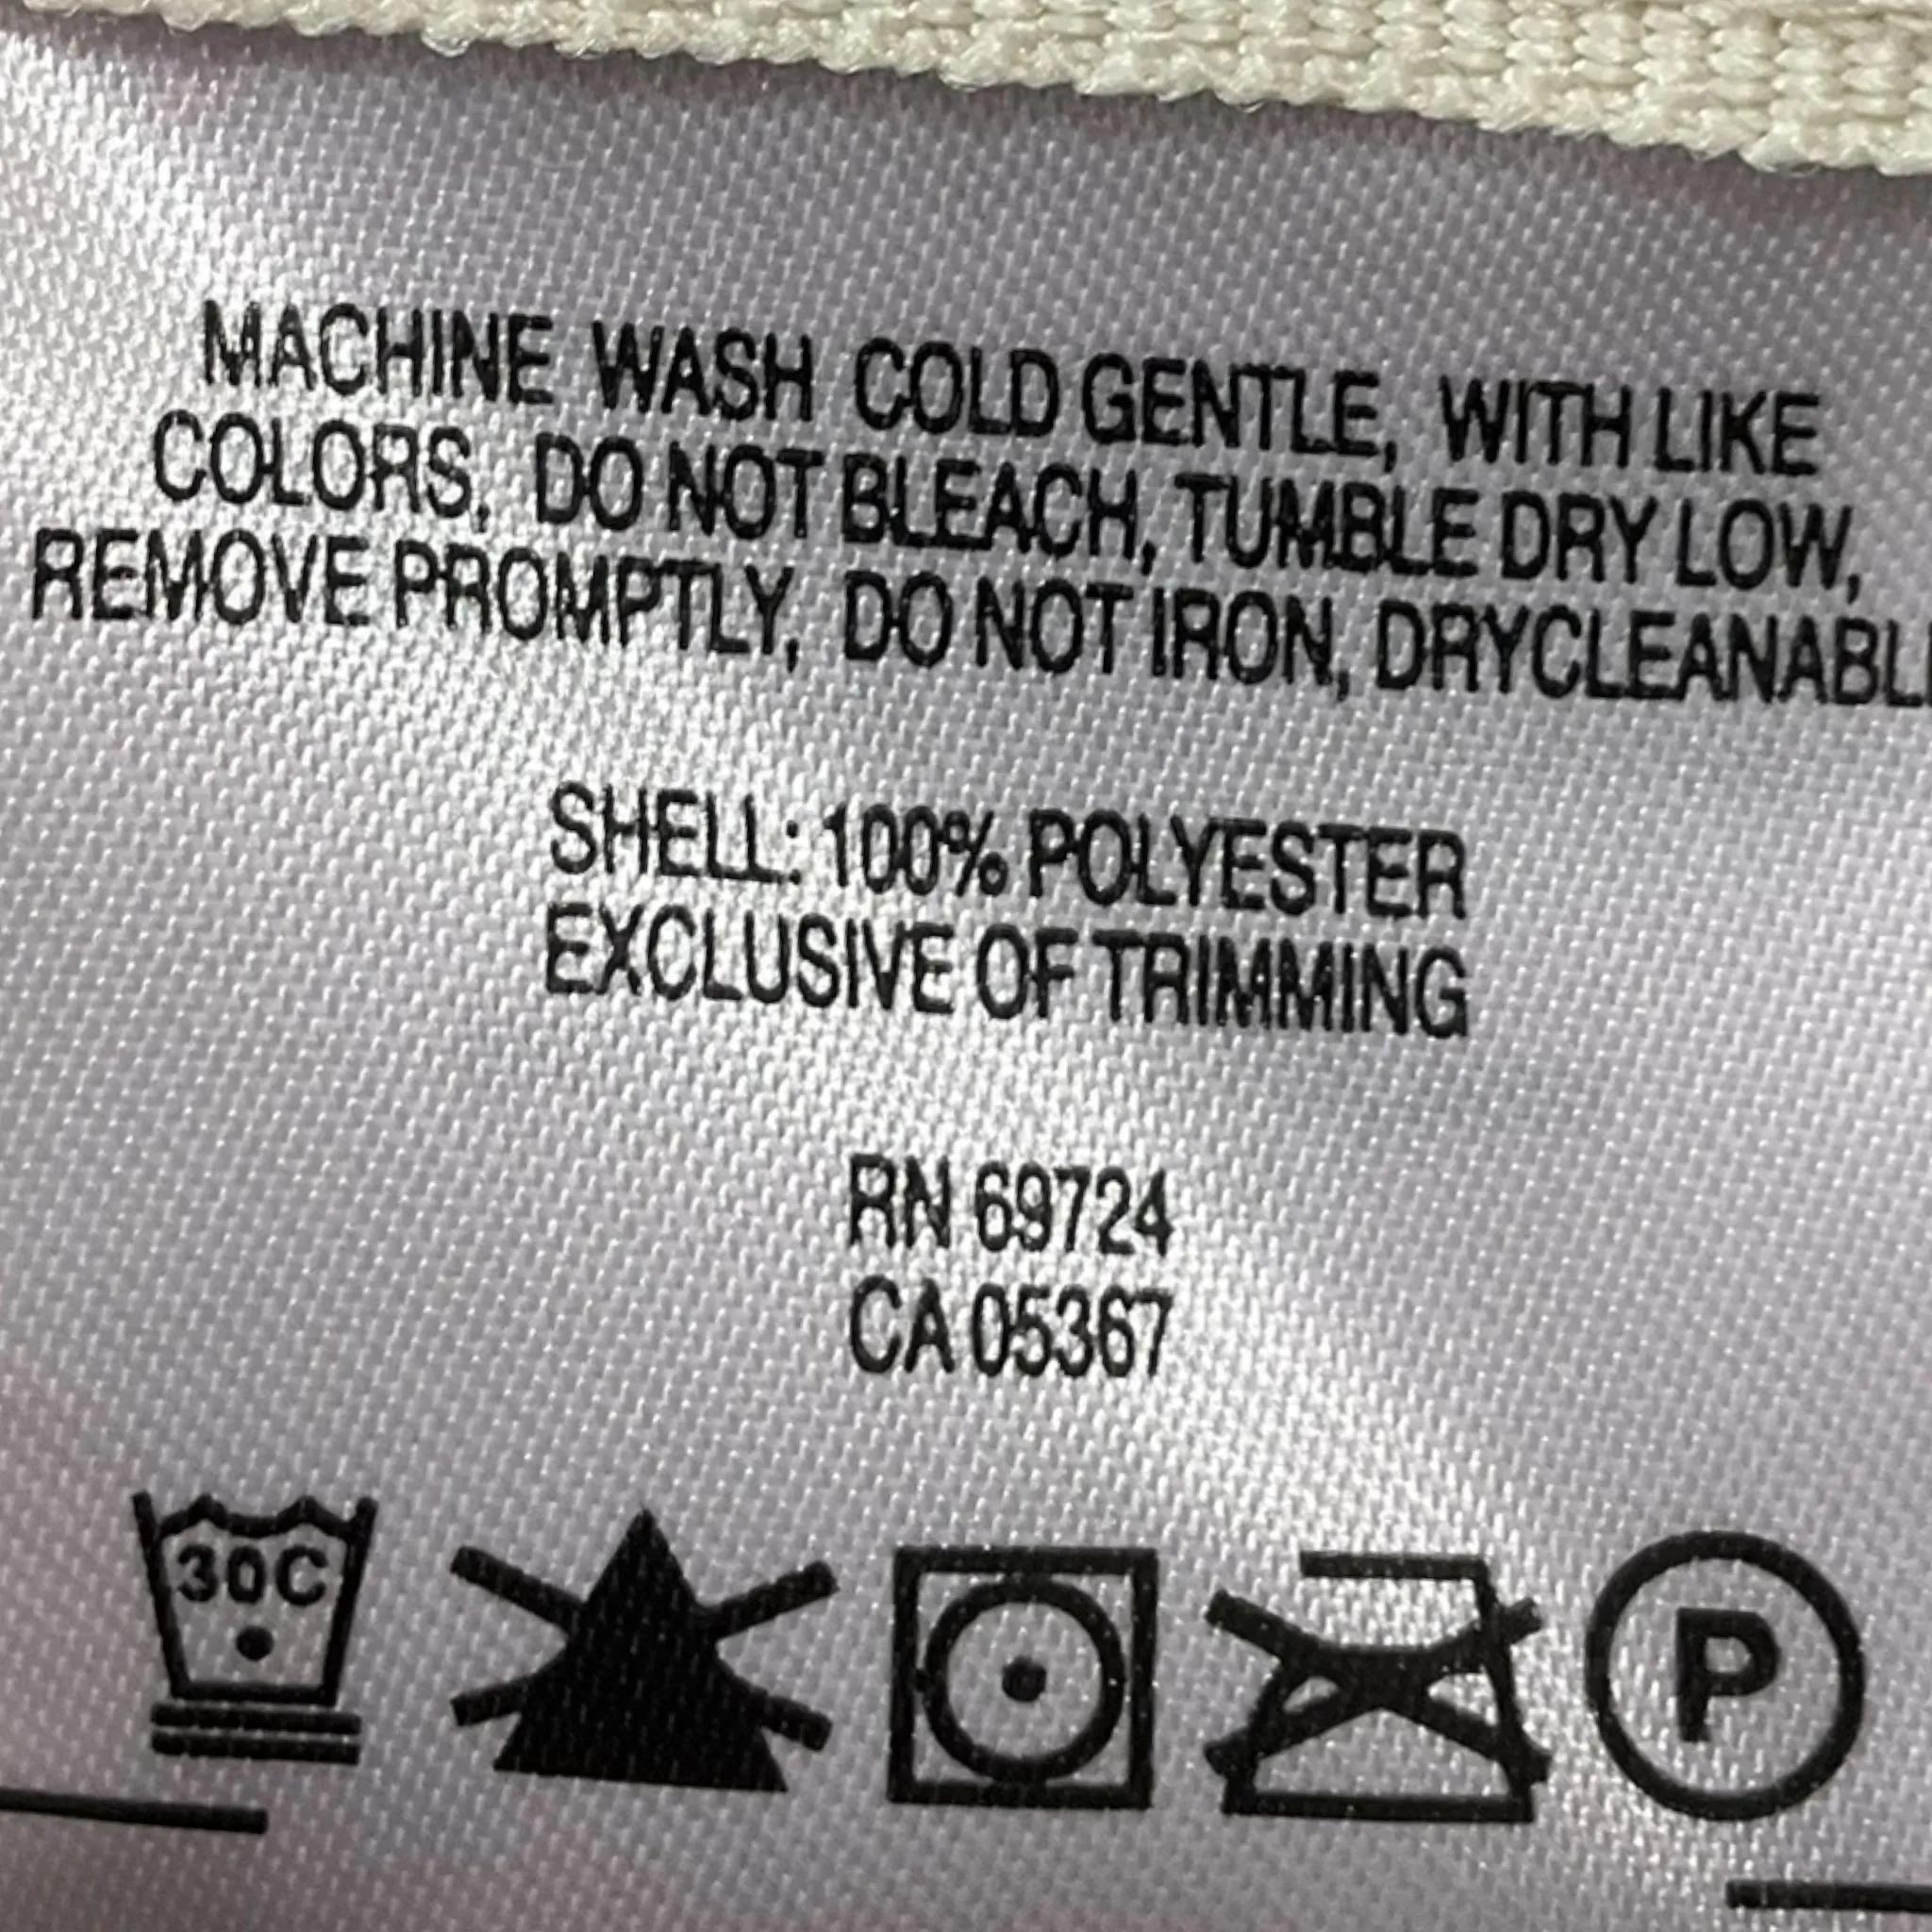 MACHINE WASH COLD GENTLE, WITH LIKE
COLORS, DO NOT BLEACH, TUMBLE DRY LOW,
REMOVE PROMPTLY, DO NOT IRON, DRYCLEANABL
SHELL: 100% POLYESTER
EXCLUSIVE OF TRIMMING
RN 69724
CA 05367
30C
P